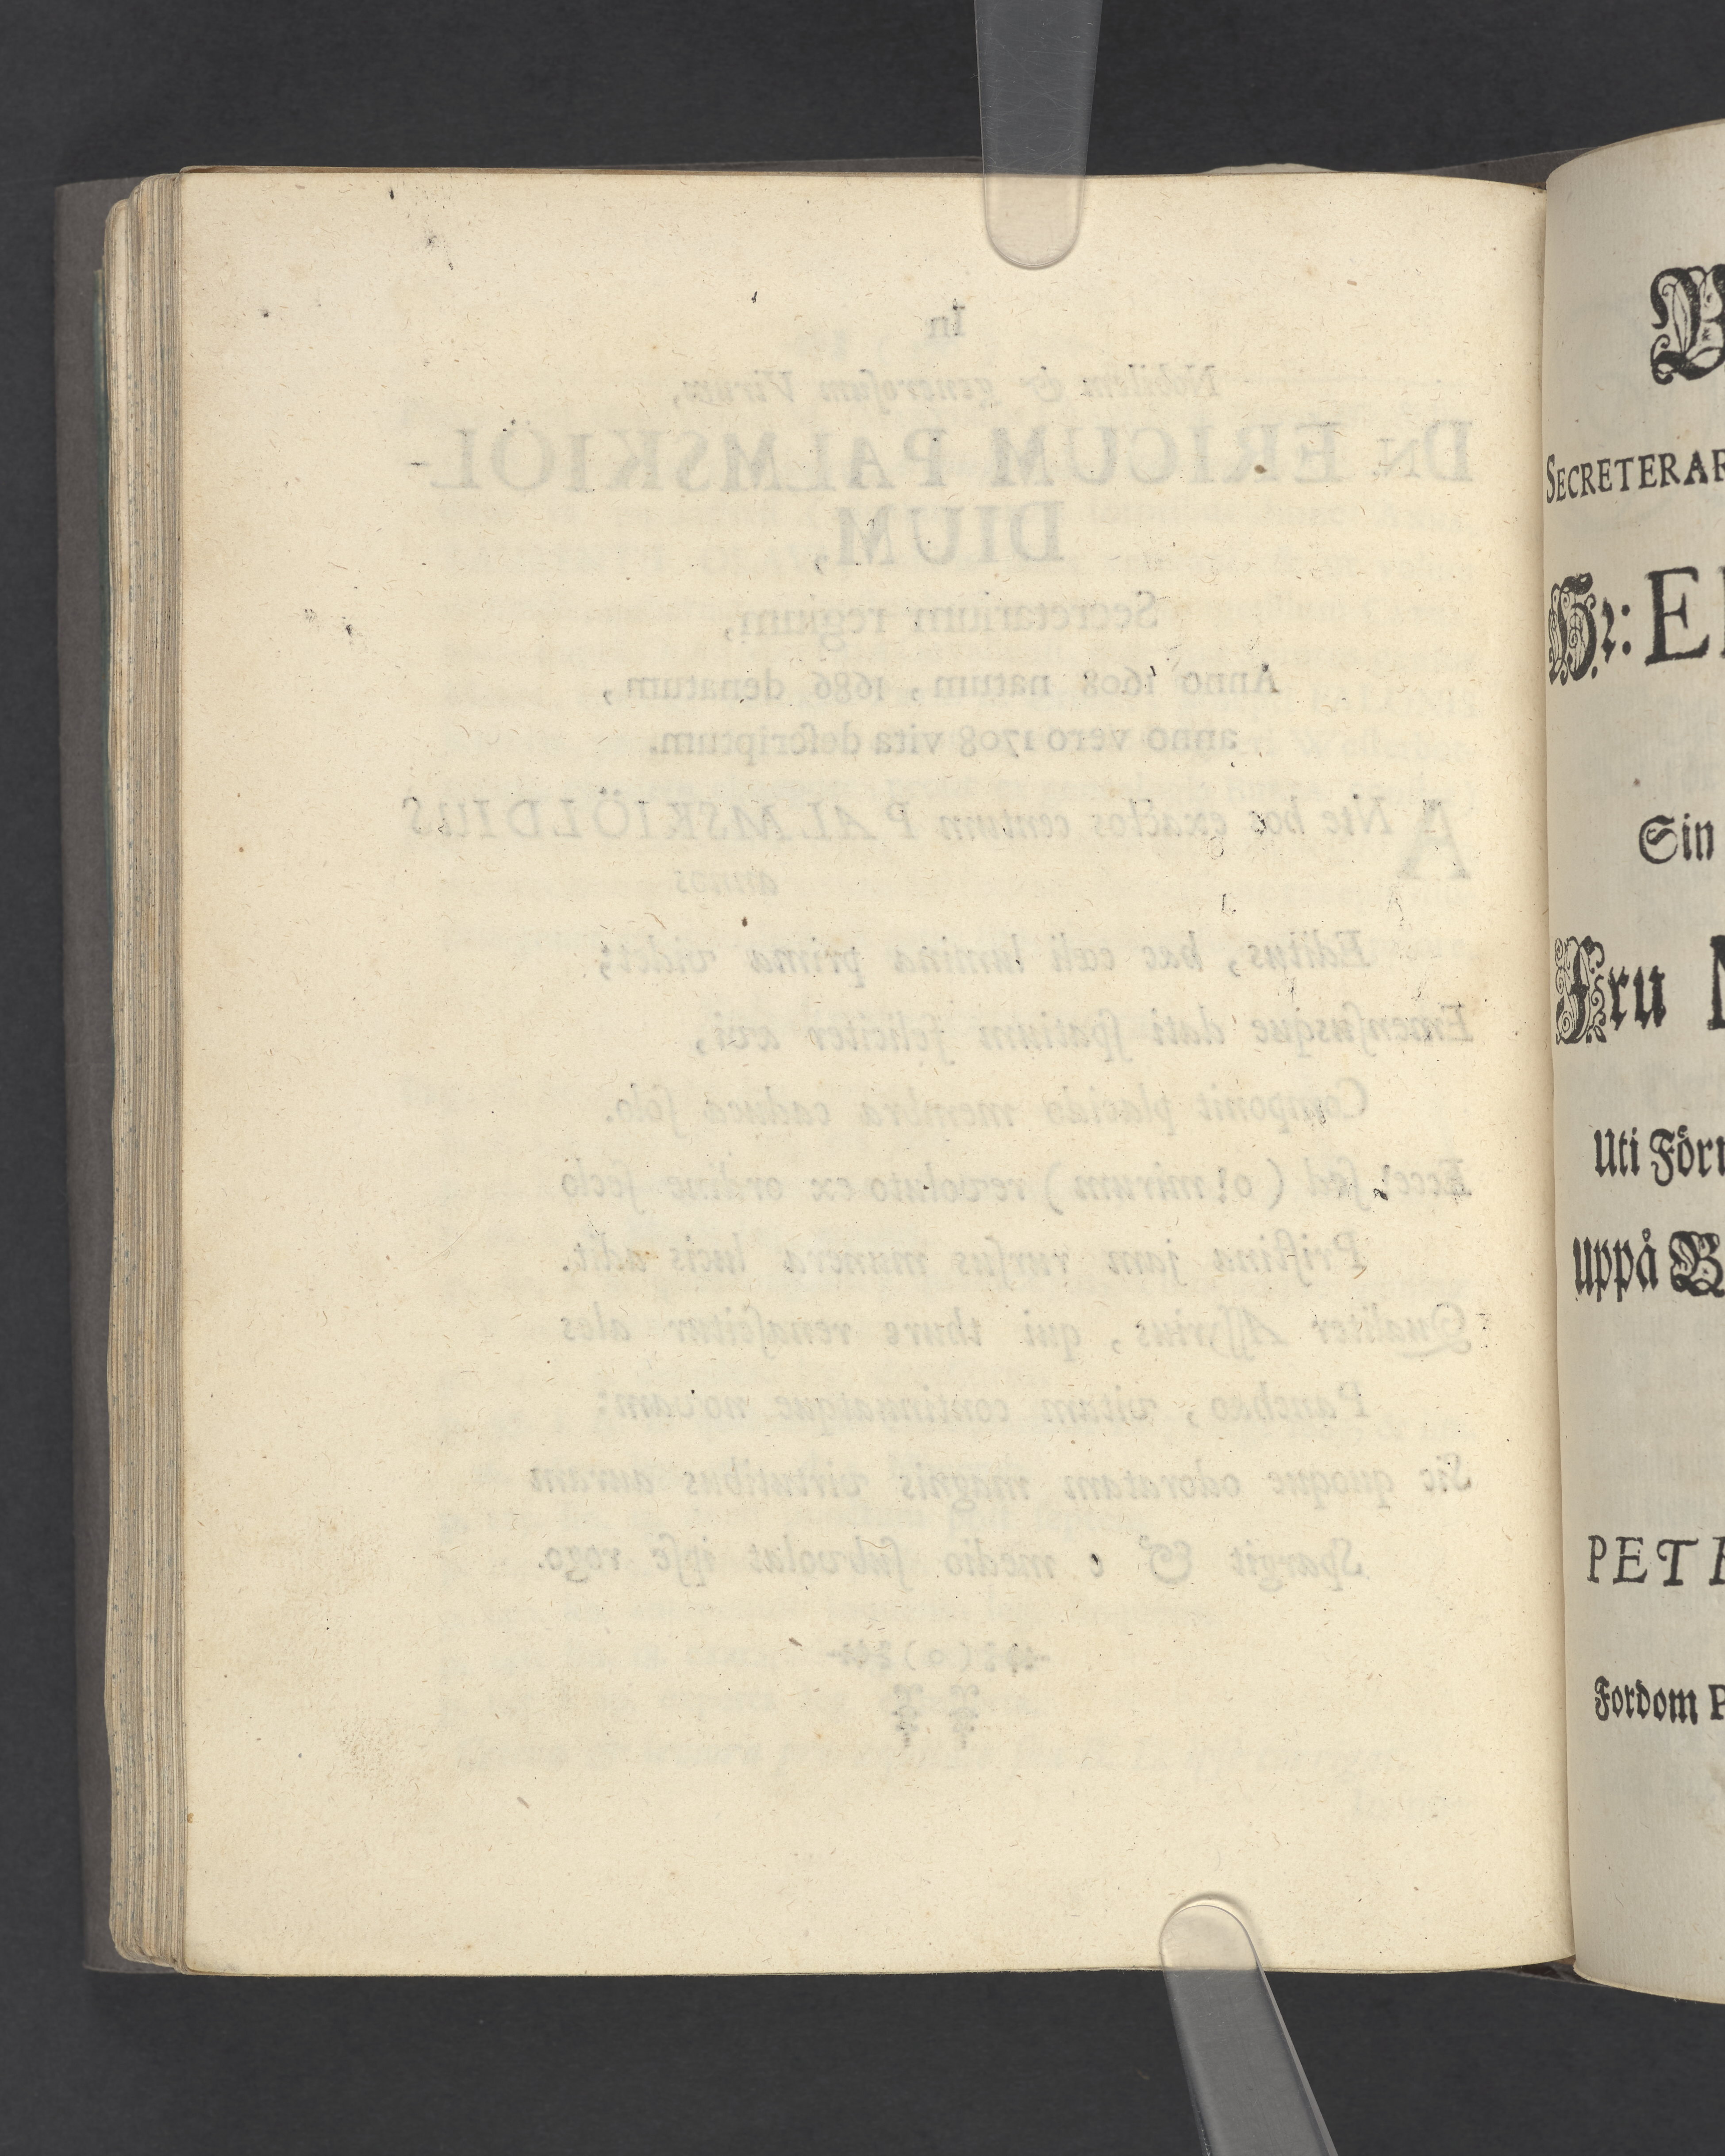 In
Nobilem & generoſum Virum,
DN. ERICUM PALMSKIÖL-
DIUM,
Secretarium regium,
Anno 1608 natum, 1686 denatum,
anno vero 1708 vita deſcriptum.
ANte hos exactos centum PALMSKIÖLDIUS
annos
Editus, hac cœli lumina prima videt;
Emenſusque dati ſpatium feliciter ævi,
Componit placido membra caduca ſolo.
Ecce! ſed (o! mirum) revoluto ex ordine ſeclo
Priſtina jam rurſus munera lucis adit.
Qualiter Aſſyrius, qui thure renaſcitur ales
Panchæo, vitam continuatque novam:
Sic quoque odoratam magnis virtutibus auram
Spargit & e medio ſubvolat ipſe rogo.
(o)
SECRETERAR
Hr: E
Sin
Fru
Uti För
uppå
PET
Fordom P